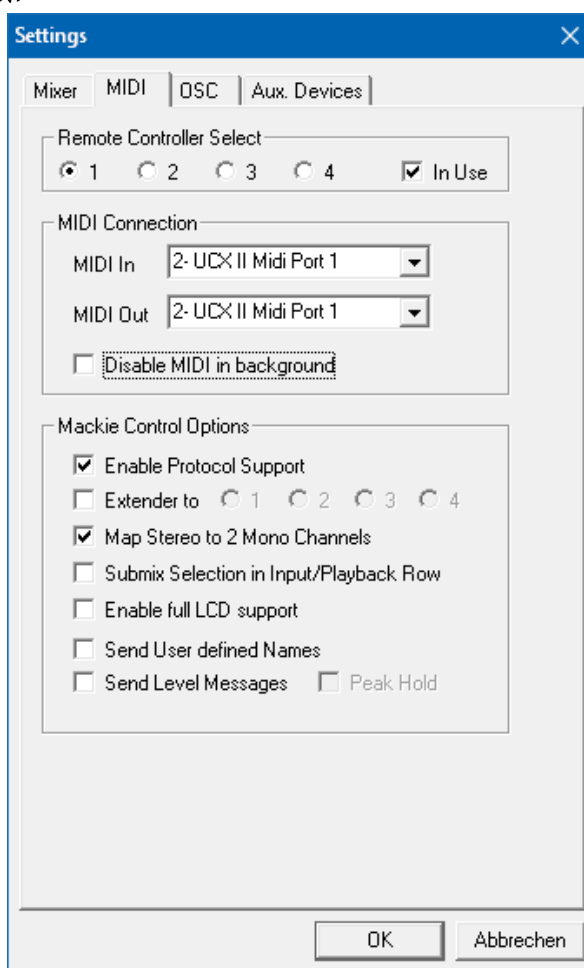 Settings
Mixer MIDI OSC Aux. Devices
Remote Controller Select
1 2 3 4 In Use
MIDI Connection
MIDI In 2- UCX II Midi Port 1
MIDI Out 2- UCX II Midi Port 1
Disable MIDI in background
Mackie Control Options
Enable Protocol Support
Extender to 1 2 3 4
Map Stereo to 2 Mono Channels
Submix Selection in Input/Playback Row
Enable full LCD support
Send User defined Names
Send Level Messages Peak Hold
OK Abbrechen